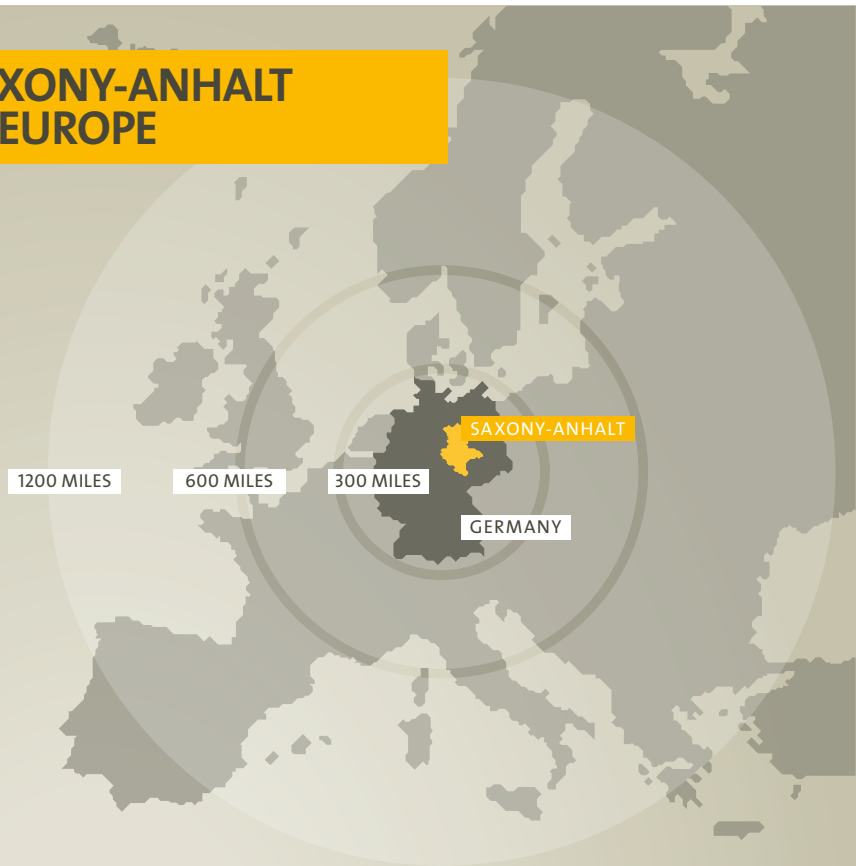 XONY-ANHALT
EUROPE
SAXONY-ANHALT
1200 MILES
600 MILES
300 MILES
GERMANY